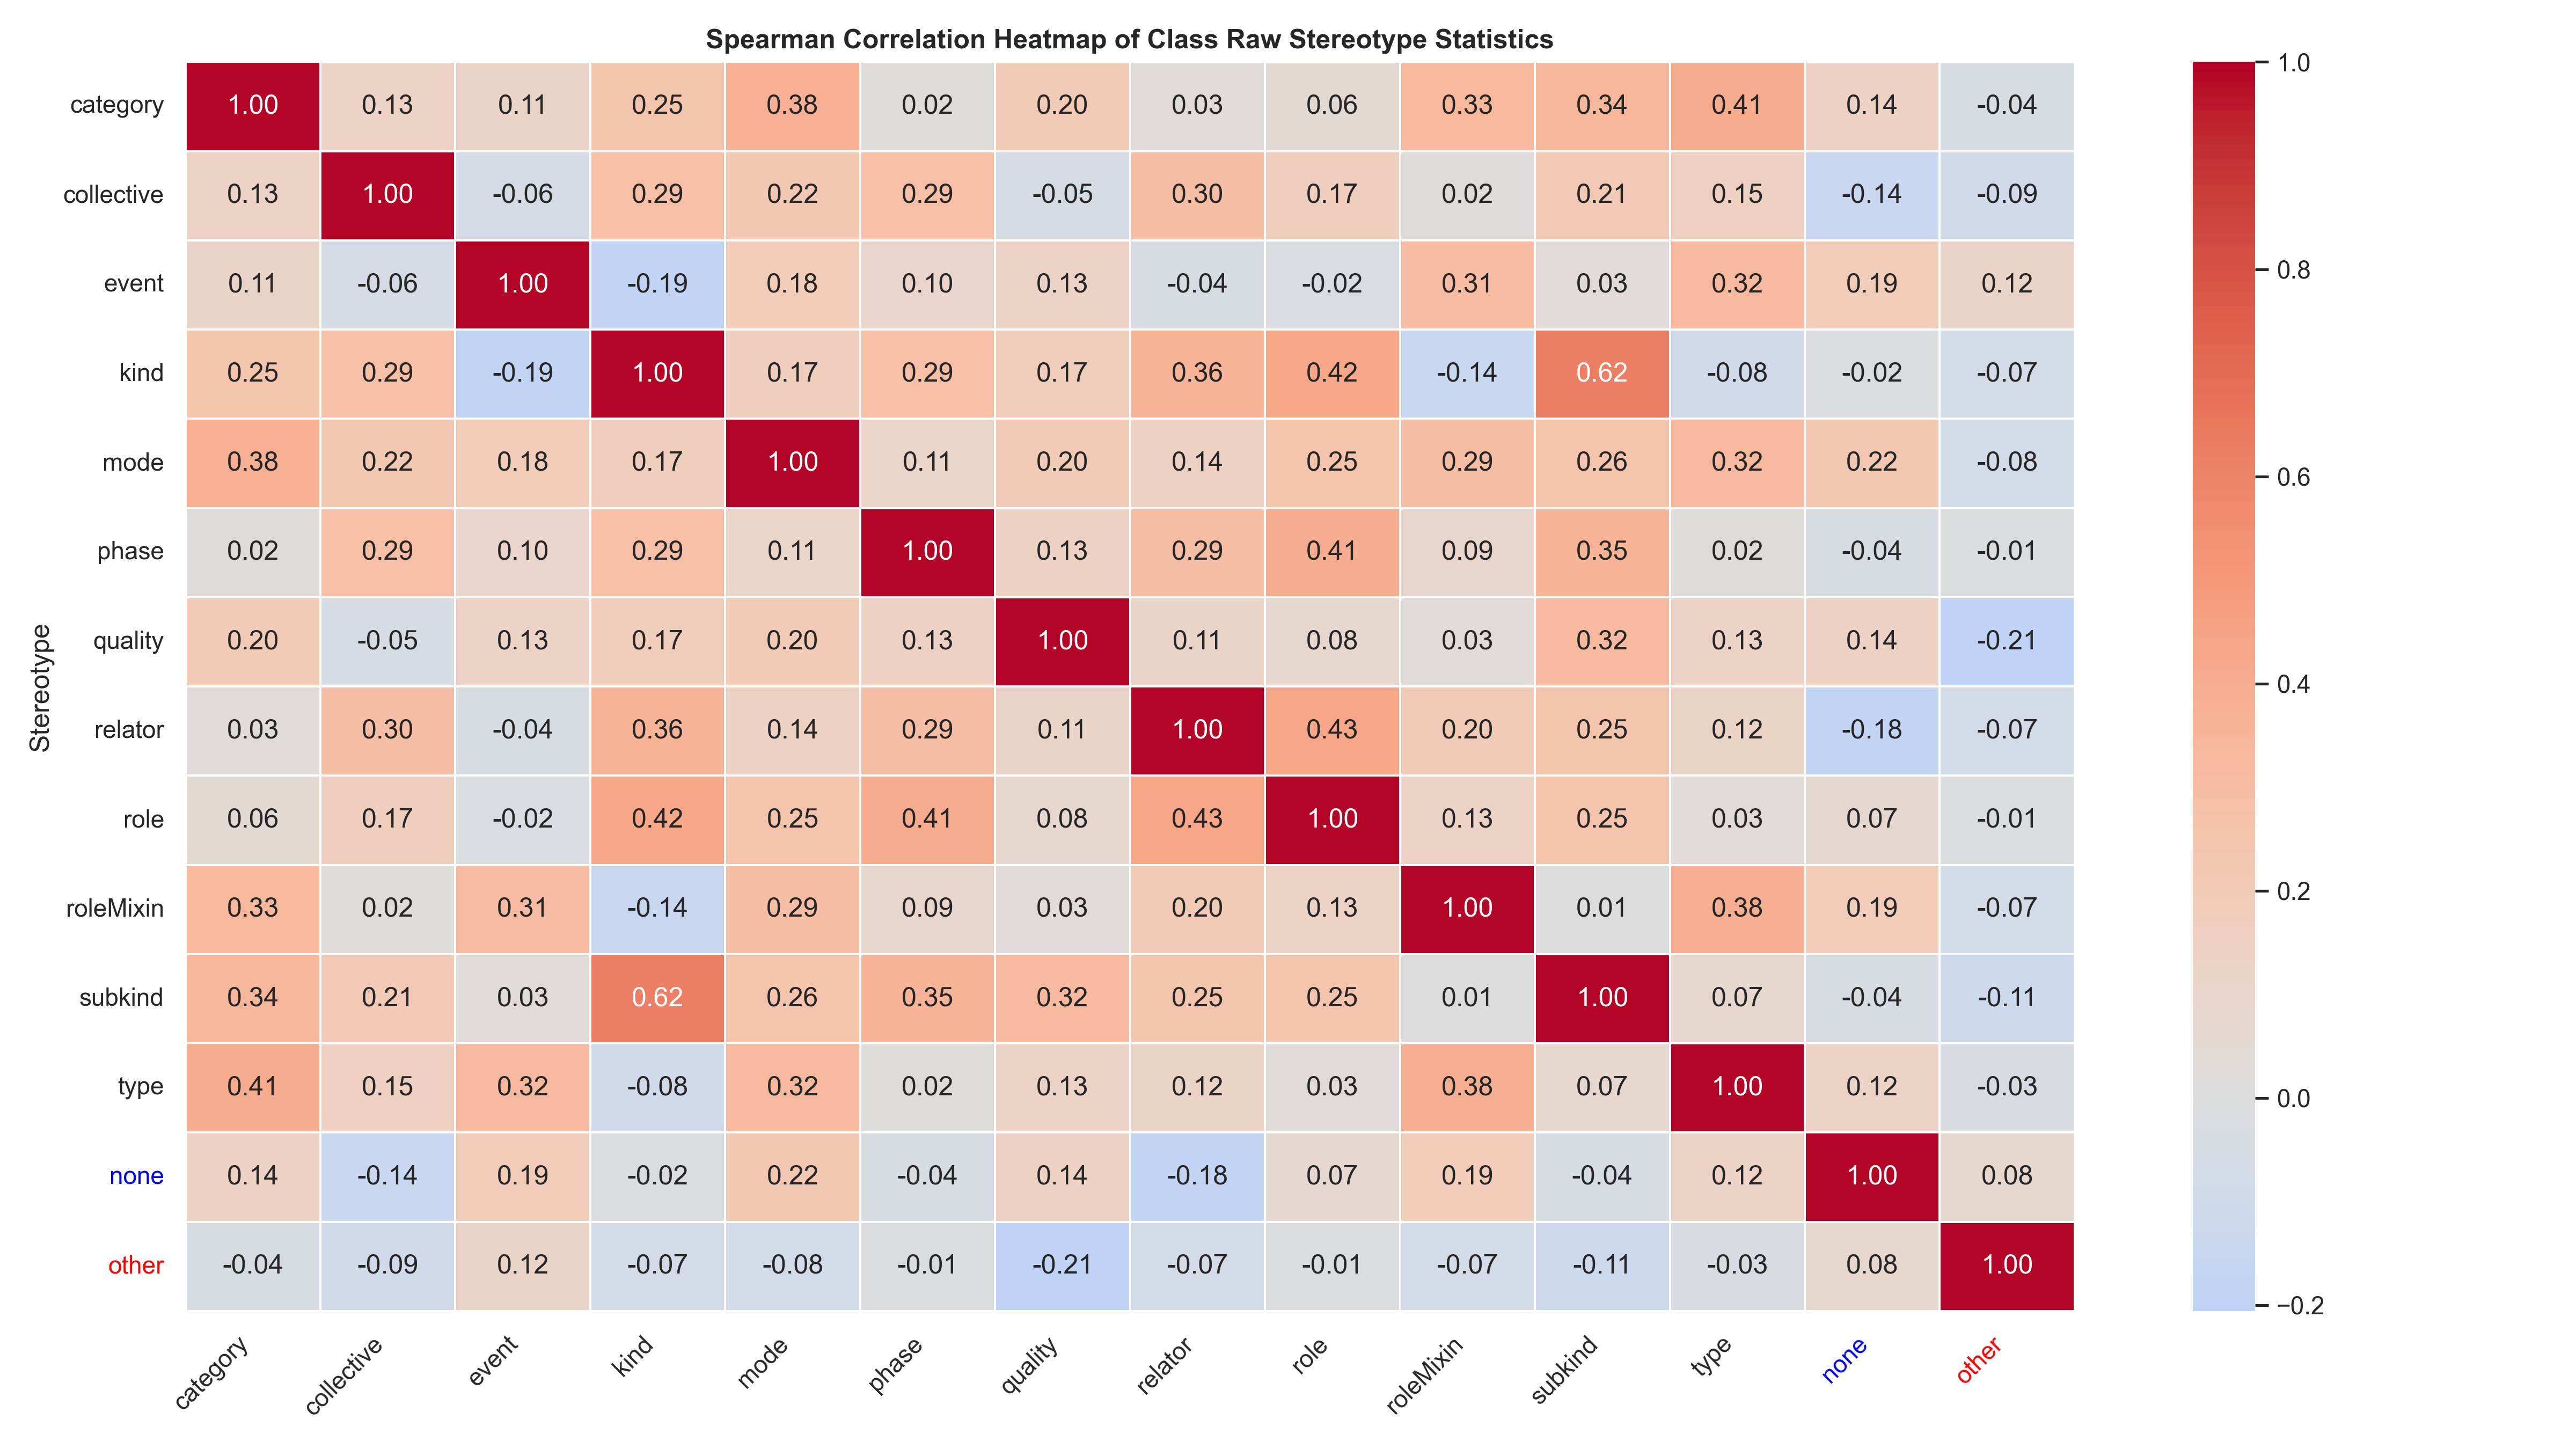 Spearman Correlation Heatmap of Class Raw Stereotype Statistics
Stereotype
category 1.00 0.13 0.11 0.25 0.38 0.02 0.20 0.03 0.06 0.33 0.34 0.41 0.14 -0.04
collective 0.13 1.00 -0.06 0.29 0.22 0.29 -0.05 0.30 0.17 0.02 0.21 0.15 -0.14 -0.09
event 0.11 -0.06 1.00 -0.19 0.18 0.10 0.13 -0.04 -0.02 0.31 0.03 0.32 0.19 0.12
kind 0.25 0.29 -0.19 1.00 0.17 0.29 0.17 0.36 0.42 -0.14 0.62 -0.08 -0.02 -0.07
mode 0.38 0.22 0.18 0.17 1.00 0.11 0.20 0.14 0.25 0.29 0.26 0.32 0.22 -0.08
phase 0.02 0.29 0.10 0.29 0.11 1.00 0.13 0.29 0.41 0.09 0.35 0.02 -0.04 -0.01
quality 0.20 -0.05 0.13 0.17 0.20 0.13 1.00 0.11 0.08 0.03 0.32 0.13 0.14 -0.21
relator 0.03 0.30 -0.04 0.36 0.14 0.29 0.11 1.00 0.43 0.20 0.25 0.12 -0.18 -0.07
role 0.06 0.17 -0.02 0.42 0.25 0.41 0.08 0.43 1.00 0.13 0.25 0.03 0.07 -0.01
roleMixin 0.33 0.02 0.31 -0.14 0.29 0.09 0.03 0.20 0.13 1.00 0.01 0.38 0.19 -0.07
subkind 0.34 0.21 0.03 0.62 0.26 0.35 0.32 0.25 0.25 0.01 1.00 0.07 -0.04 -0.11
type 0.41 0.15 0.32 -0.08 0.32 0.02 0.13 0.12 0.03 0.38 0.07 1.00 0.12 -0.03
none 0.14 -0.14 0.19 -0.02 0.22 -0.04 0.14 -0.18 0.07 0.19 -0.04 0.12 1.00 0.08
other -0.04 -0.09 0.12 -0.07 -0.08 -0.01 -0.21 -0.07 -0.01 -0.07 -0.11 -0.03 0.08 1.00
category collective event kind mode phase quality relator role roleMixin subkind type none other
1.0
0.8
0.6
0.4
0.2
0.0
−0.2